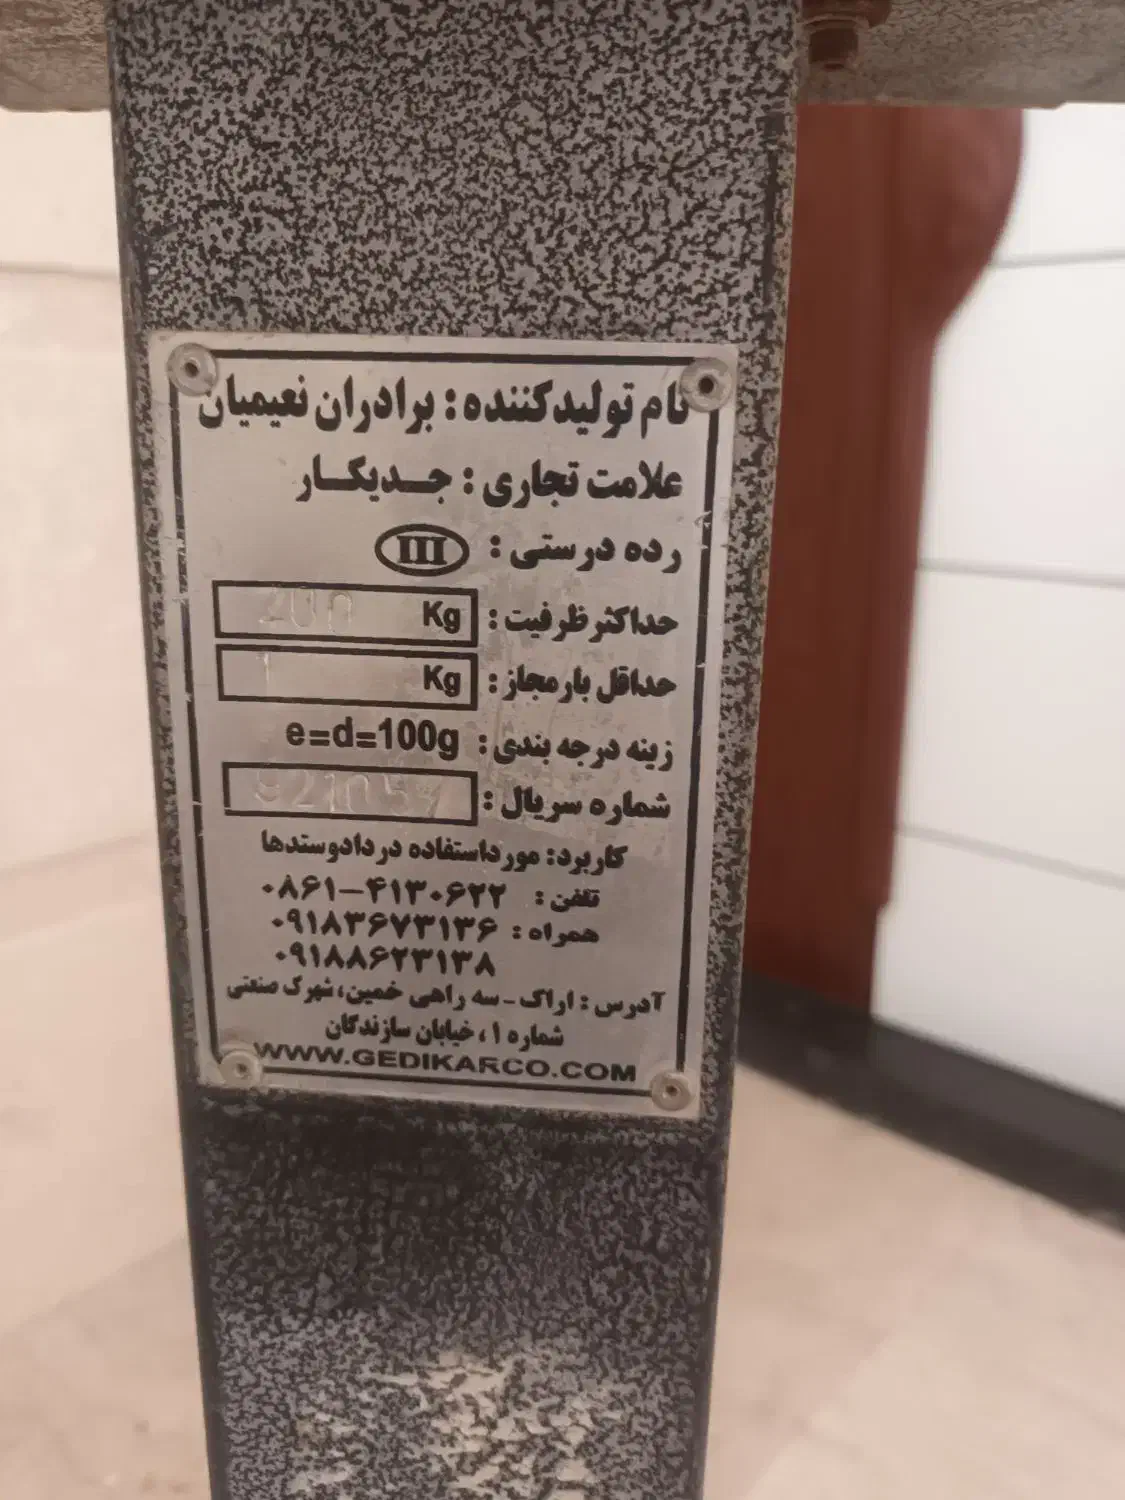 نام تولیدکننده : برادران نعیمیان
علامت تجاری : جدیکار
رده درستی : III
حداکثر ظرفیت : 200 Kg
حداقل بار مجاز : 1 Kg
زینه درجه بندی : e=d=100g
شماره سریال :
کاربرد: مورد استفاده در دادوستدها
تلفن : ۰۸۶۱-۴۱۳۰۶۲۲
همراه : ۰۹۱۸۳۶۷۳۱۳۶
۰۹۱۸۸۶۲۳۱۳۸
آدرس : اراک - سه راهی خمین، شهرک صنعتی
شماره ۱ ، خیابان سازندگان
WWW.GEDIKARCO.COM